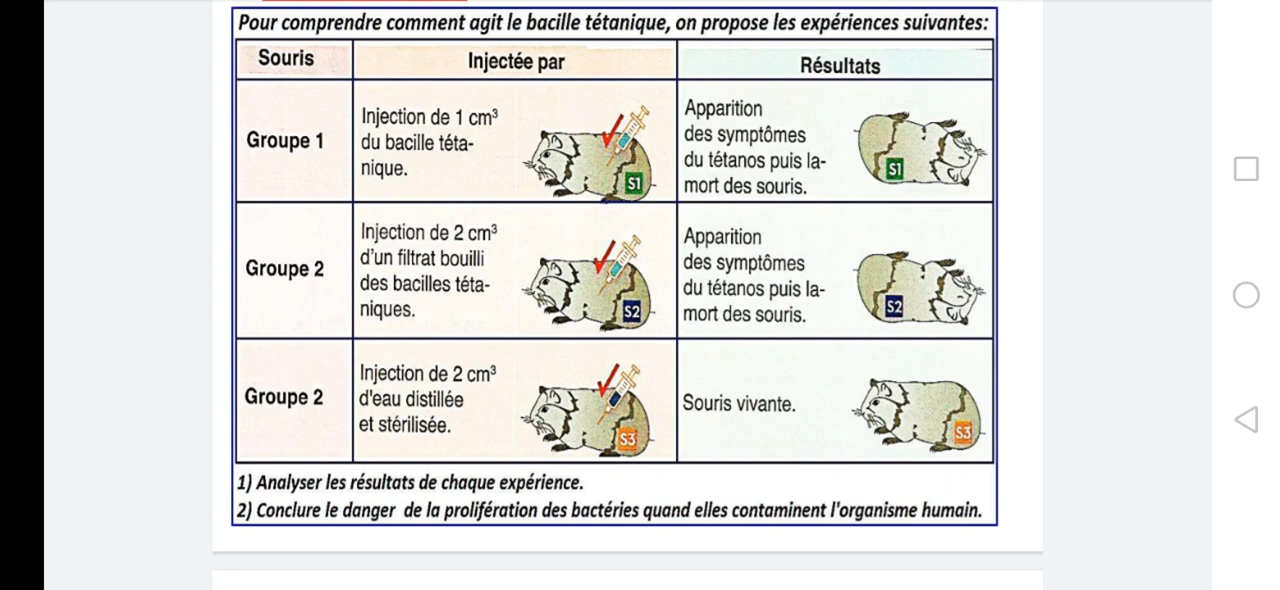 Pour comprendre comment agit le bacille tétanique, on propose les expériences suivantes:
Souris
Injectée par
Résultats
Groupe 1
Injection de 1 cm³
du bacille téta-
nique.
S1
Apparition
des symptômes
du tétanos puis la-
mort des souris.
S1
Groupe 2
Injection de 2 cm³
d'un filtrat bouilli
des bacilles téta-
niques.
S2
Apparition
des symptômes
du tétanos puis la-
mort des souris.
S2
Groupe 2
Injection de 2 cm³
d'eau distillée
et stérilisée.
S3
Souris vivante.
S3
1) Analyser les résultats de chaque expérience.
2) Conclure le danger de la prolifération des bactéries quand elles contaminent l'organisme humain.